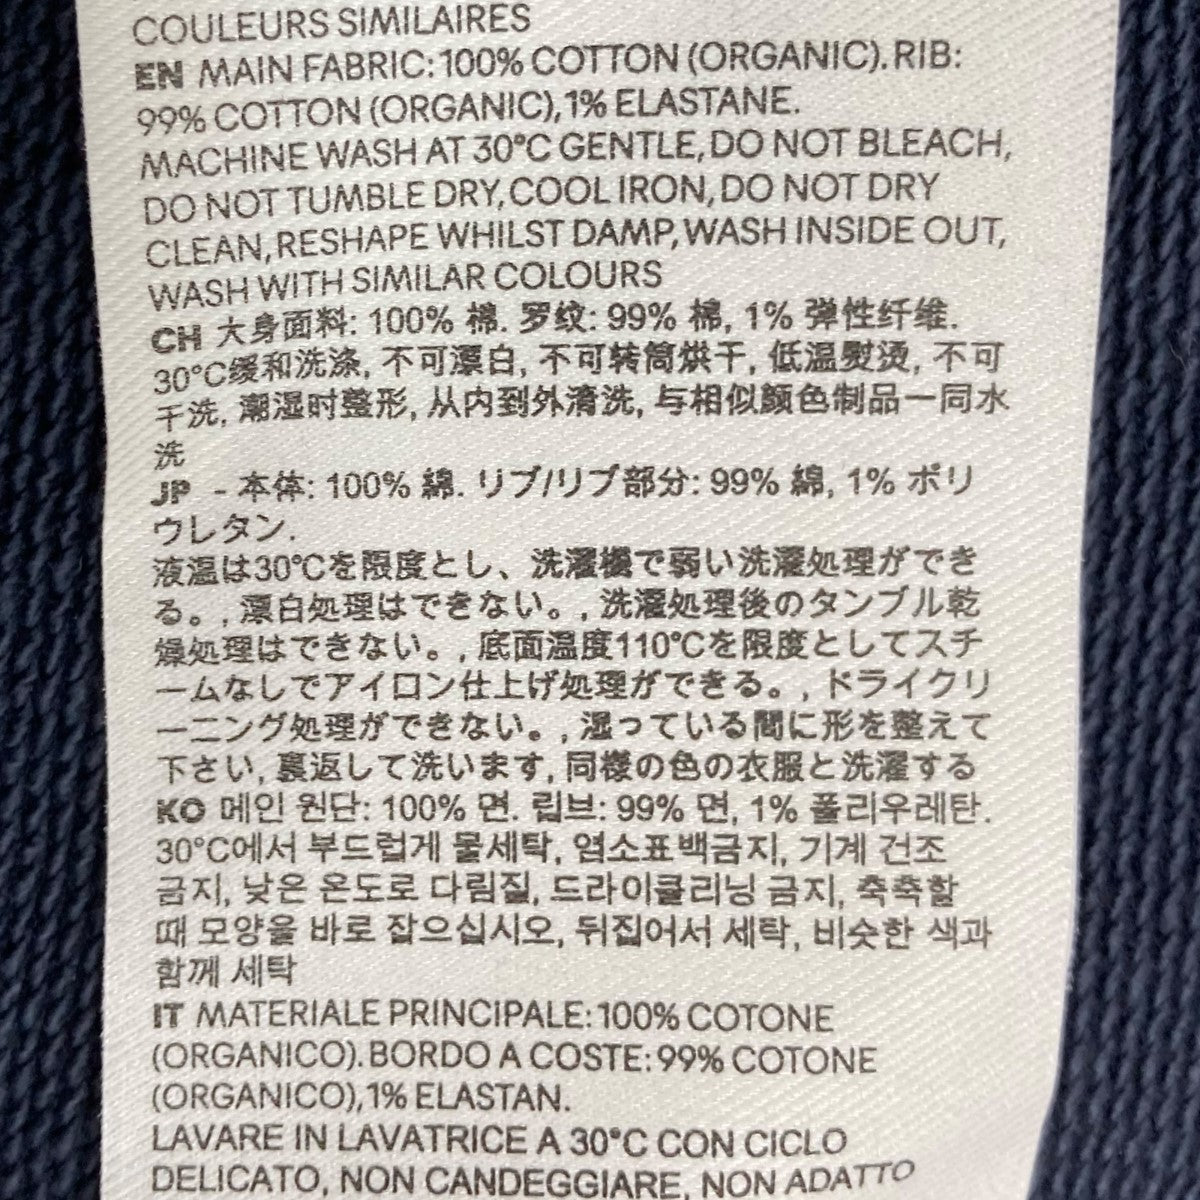 COULEURS SIMILAIRES
EN MAIN FABRIC: 100% COTTON (ORGANIC). RIB:
99% COTTON (ORGANIC), 1% ELASTANE.
MACHINE WASH AT 30°C GENTLE, DO NOT BLEACH,
DO NOT TUMBLE DRY, COOL IRON, DO NOT DRY
CLEAN, RESHAPE WHILST DAMP, WASH INSIDE OUT,
WASH WITH SIMILAR COLOURS
CH 大身面料: 100% 棉. 罗纹: 99% 棉, 1% 弹性纤维.
30°C缓和洗涤, 不可漂白, 不可转筒烘干, 低温熨烫, 不可
干洗, 潮湿时整形, 从内到外清洗, 与相似颜色制品一同水
洗
JP - 本体: 100% 綿. リブ/リブ部分: 99% 綿, 1% ポリ
ウレタン.
液温は30°Cを限度とし、洗濯機で弱い洗濯処理ができ
る。, 漂白処理はできない。, 洗濯処理後のタンブル乾
燥処理はできない。, 底面温度110°Cを限度としてスチ
ームなしでアイロン仕上げ処理ができる。, ドライクリ
ーニング処理ができない。, 湿っている間に形を整えて
下さい, 裏返して洗います, 同様の色の衣服と洗濯する
KO 메인 원단: 100% 면. 립브: 99% 면, 1% 폴리우레탄.
30°C에서 부드럽게 물세탁, 염소표백금지, 기계 건조
금지, 낮은 온도로 다림질, 드라이클리닝 금지, 축축할
때 모양을 바로 잡으십시오, 뒤집어서 세탁, 비슷한 색과
함께 세탁
IT MATERIALE PRINCIPALE: 100% COTONE
(ORGANICO). BORDO A COSTE: 99% COTONE
(ORGANICO), 1% ELASTAN.
LAVARE IN LAVATRICE A 30°C CON CICLO
DELICATO, NON CANDEGGIARE, NON ADATTO